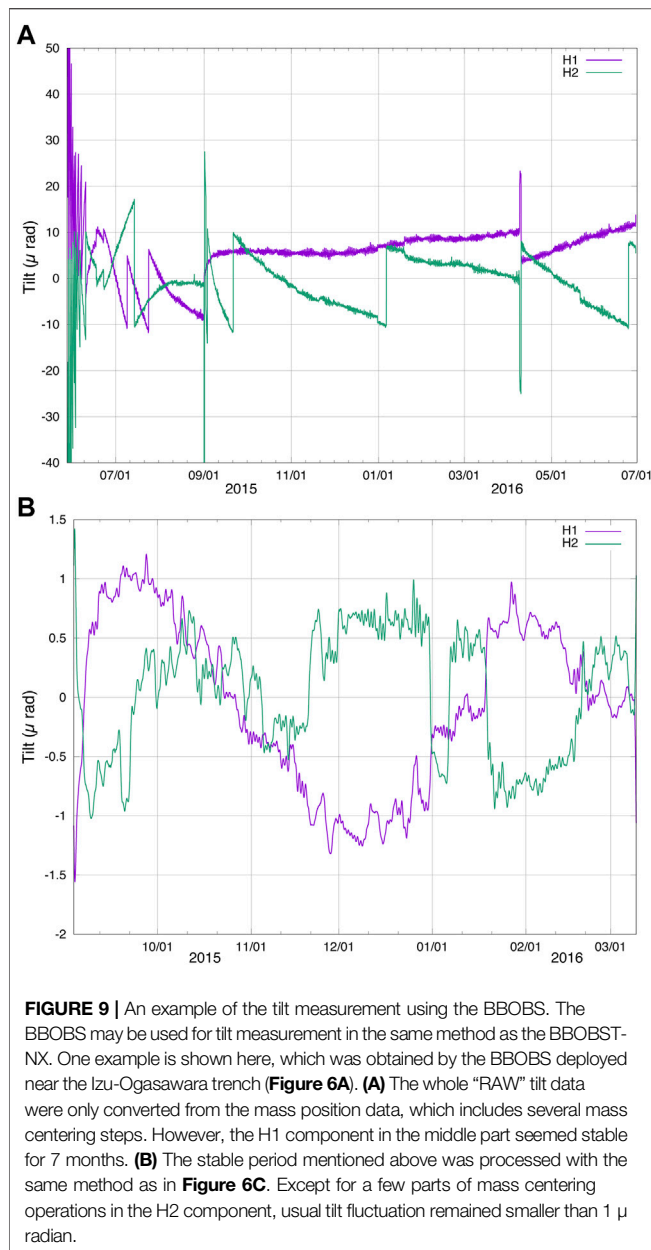 A
50
40
30
20
10
0
-10
-20
-30
-40
Tilt (μ rad)
H1
H2
07/01
09/01
11/01
01/01
03/01
05/01
07/01
2015
2016
B
1.5
1
0.5
0
-0.5
-1
-1.5
-2
Tilt (μ rad)
H1
H2
10/01
11/01
12/01
01/01
02/01
03/01
2015
2016
FIGURE 9 | An example of the tilt measurement using the BBOBS. The
BBOBS may be used for tilt measurement in the same method as the BBOBST-
NX. One example is shown here, which was obtained by the BBOBS deployed
near the Izu-Ogasawara trench (Figure 6A). (A) The whole “RAW” tilt data
were only converted from the mass position data, which includes several mass
centering steps. However, the H1 component in the middle part seemed stable
for 7 months. (B) The stable period mentioned above was processed with the
same method as in Figure 6C. Except for a few parts of mass centering
operations in the H2 component, usual tilt fluctuation remained smaller than 1 μ
radian.